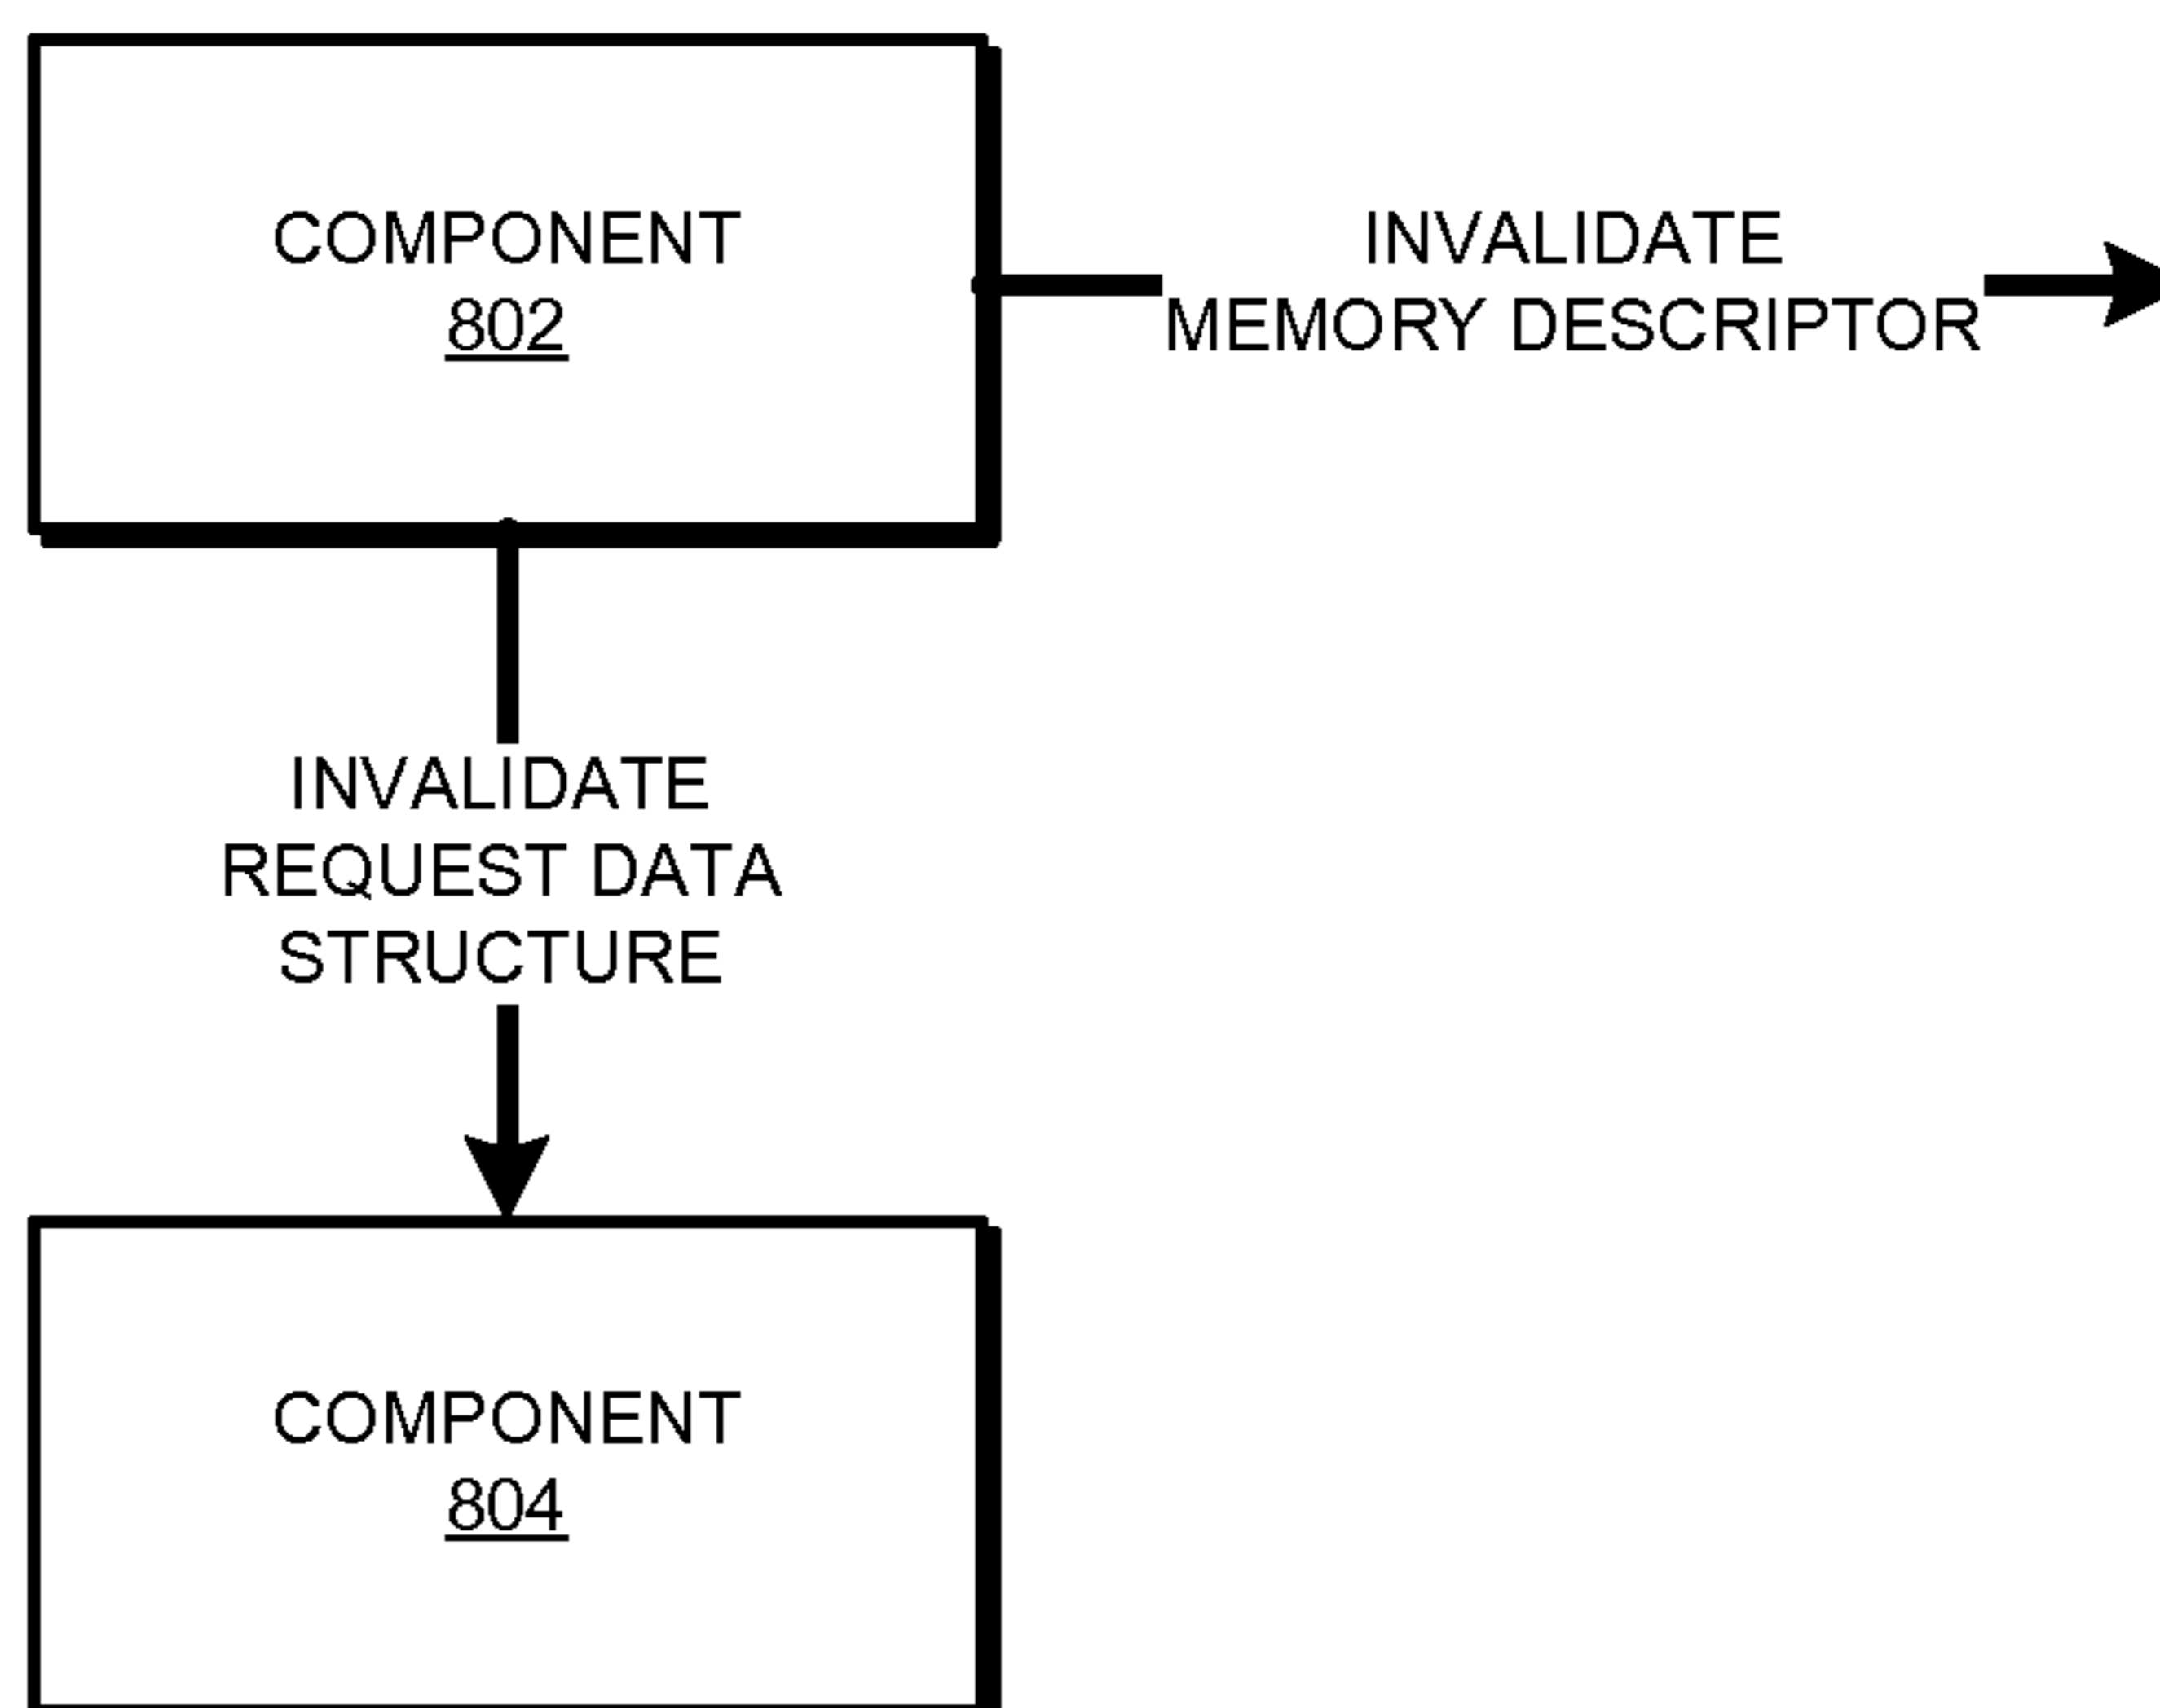 COMPONENT
802
INVALIDATE
MEMORY DESCRIPTOR
INVALIDATE
REQUEST DATA
STRUCTURE
COMPONENT
804